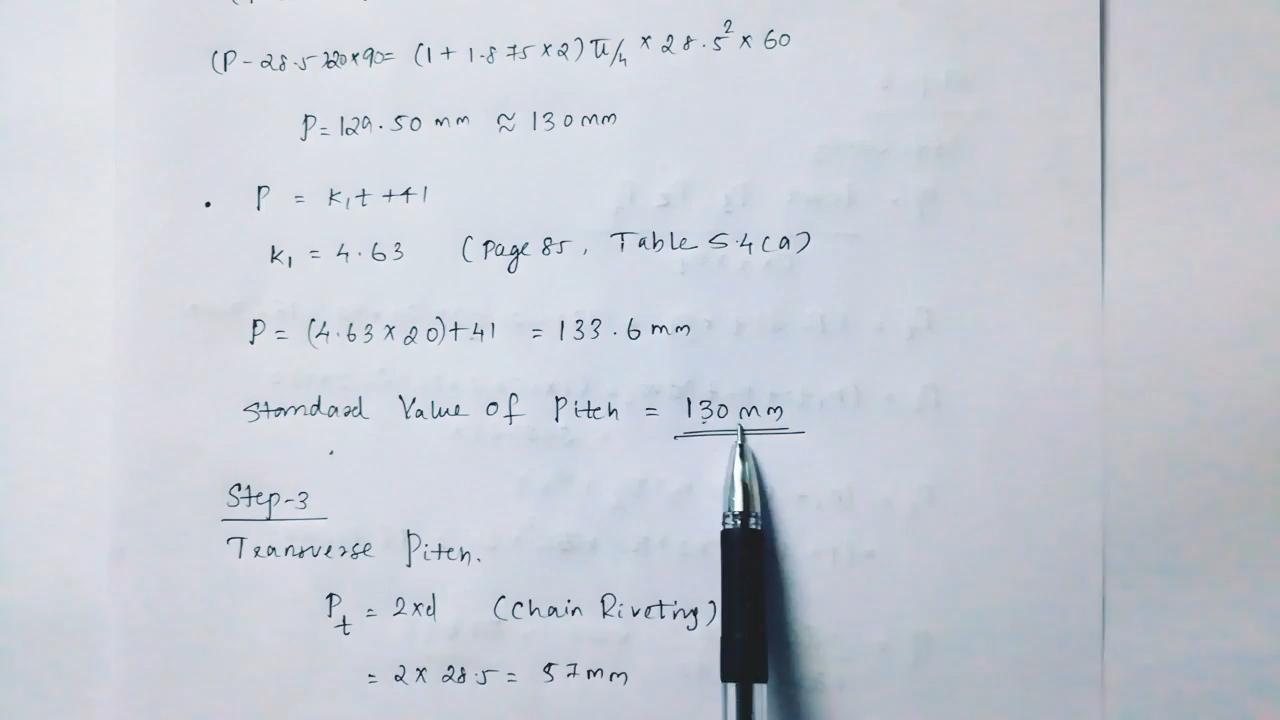 (P - 28.5)20×90= (1 + 1.875×2) π/4 × 28.5² × 60
P = 129.50 mm ≈ 130 mm
. P = K₁t + 41
K₁ = 4.63 (Page 85, Table 5.4(a)
P = (4.63 × 20)+41 = 133.6 mm
Standard Value of Pitch = 130 mm
Step-3
Transverse Pitch.
Pt = 2×d (Chain Riveting)
= 2 × 28.5 = 57mm